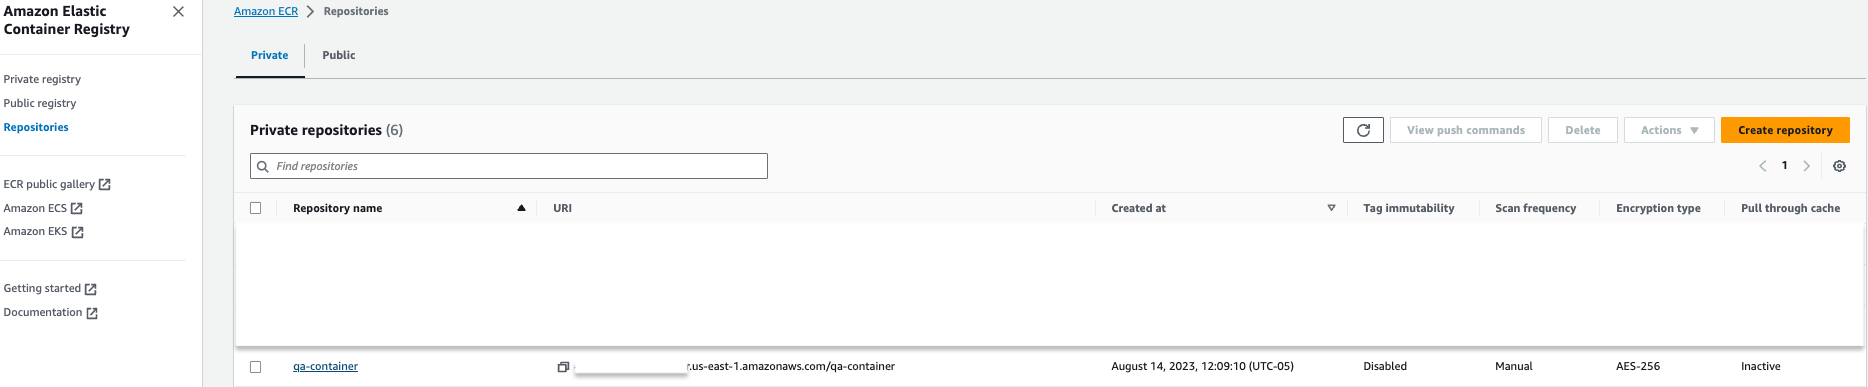 Amazon Elastic
Container Registry
Private registry
Public registry
Repositories
ECR public gallery
Amazon ECS
Amazon EKS
Getting started
Documentation
Amazon ECR > Repositories
Private Public
Private repositories (6)
View push commands Delete Actions Create repository
Find repositories
1
Repository name URI Created at Tag immutability Scan frequency Encryption type Pull through cache
qa-container .us-east-1.amazonaws.com/qa-container August 14, 2023, 12:09:10 (UTC-05) Disabled Manual AES-256 Inactive